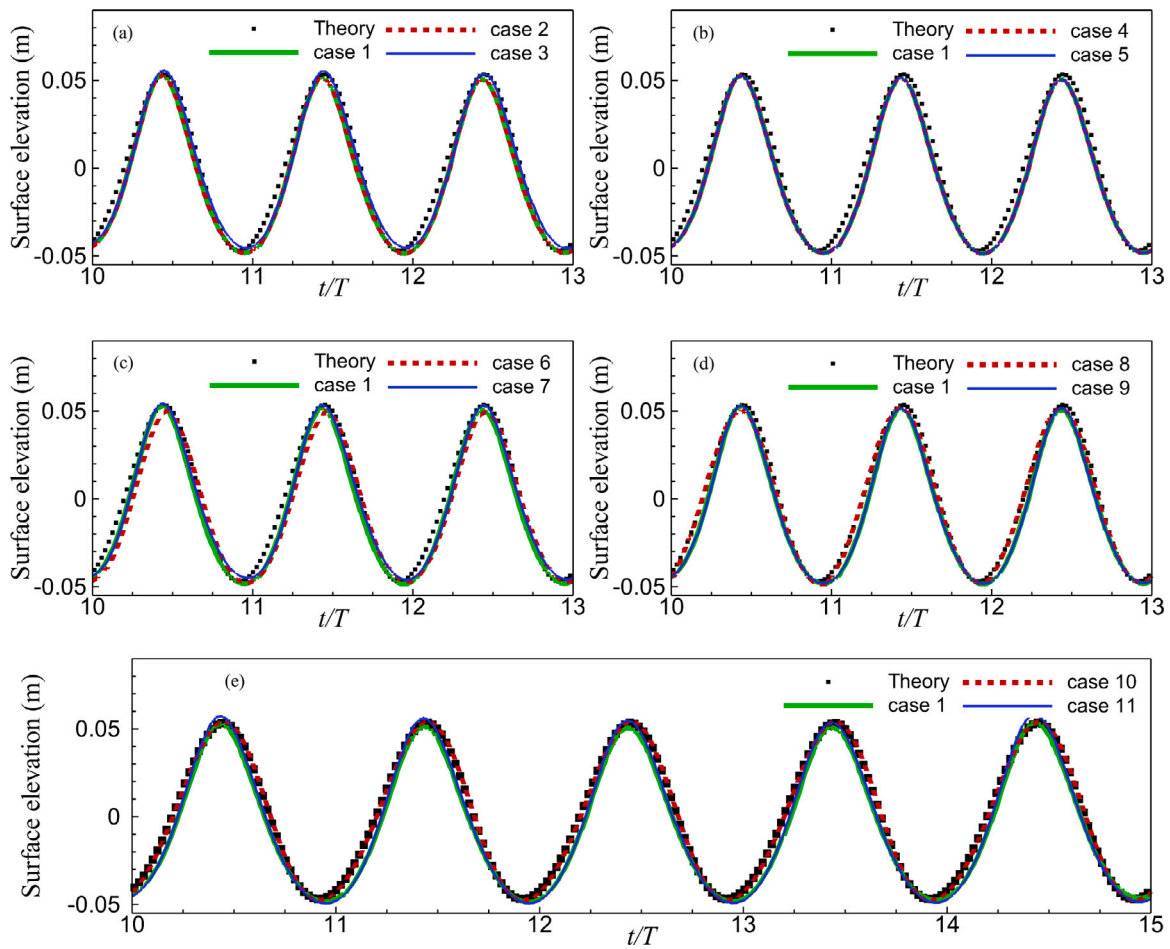 (a) Theory case 2
case 1 case 3
Surface elevation (m)
0.05
0
-0.05
10 11 12 13
t/T
(b) Theory case 4
case 1 case 5
Surface elevation (m)
0.05
0
-0.05
10 11 12 13
t/T
(c) Theory case 6
case 1 case 7
Surface elevation (m)
0.05
0
-0.05
10 11 12 13
t/T
(d) Theory case 8
case 1 case 9
Surface elevation (m)
0.05
0
-0.05
10 11 12 13
t/T
(e) Theory case 10
case 1 case 11
Surface elevation (m)
0.05
0
-0.05
10 11 12 13 14 15
t/T